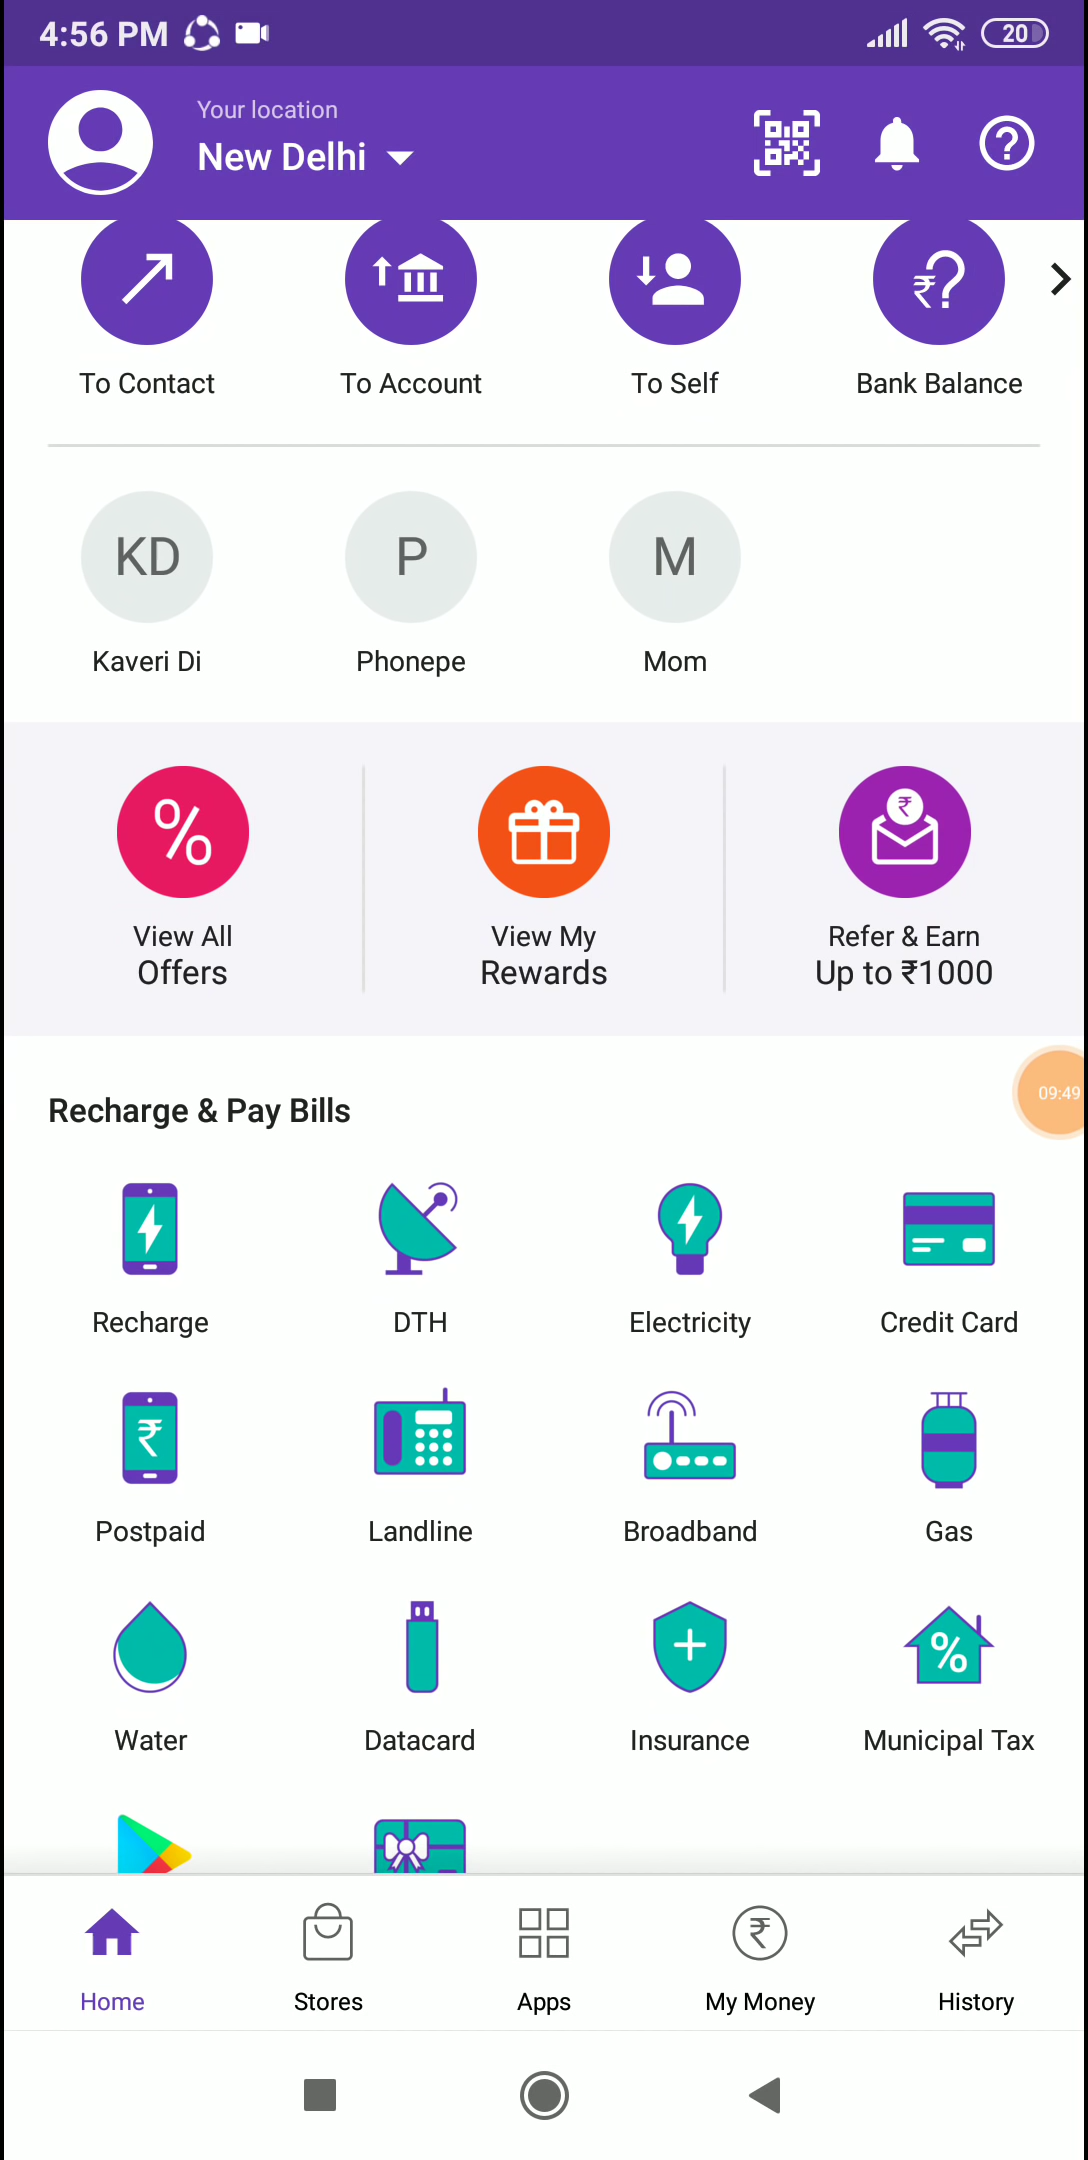 4:56 PM
20
Your location
New Delhi
To Contact
To Account
To Self
₹?
Bank Balance
KD
P
M
Kaveri Di
Phonepe
Mom
%
₹
View All
Offers
View My
Rewards
Refer & Earn
Up to ₹1000
09:49
Recharge & Pay Bills
Recharge
DTH
Electricity
Credit Card
₹
Postpaid
Landline
Broadband
Gas
%
Water
Datacard
Insurance
Municipal Tax
₹
Home
Stores
Apps
My Money
History